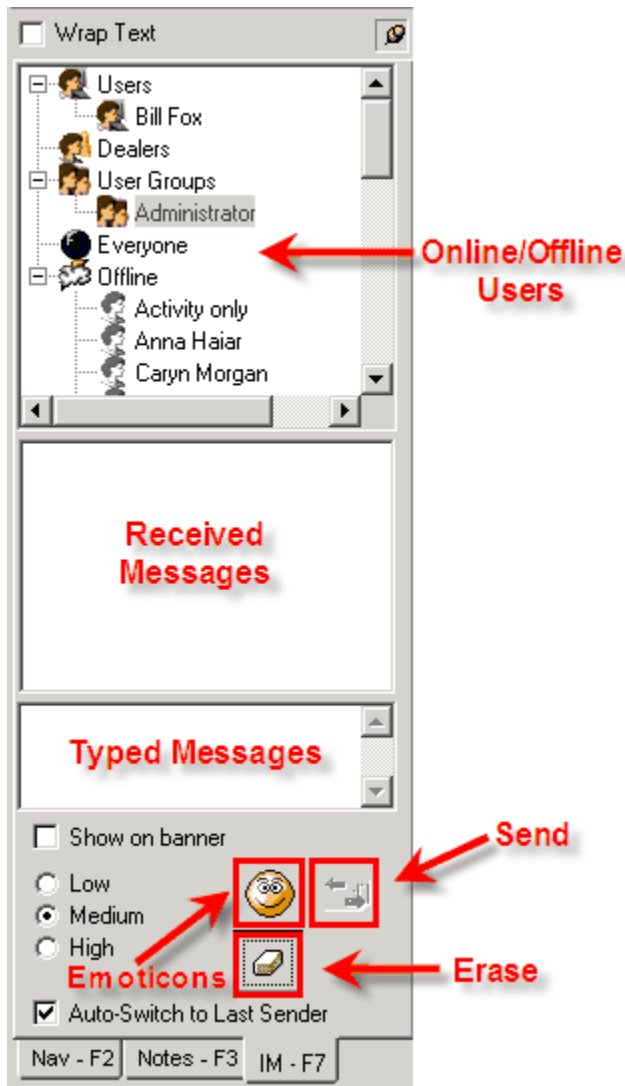 Wrap Text
Users
Bill Fox
Dealers
User Groups
Administrator
Everyone
Offline
Activity only
Anna Haiar
Caryn Morgan
Online/Offline
Users
Received
Messages
Typed Messages
Show on banner
Send
Low
Medium
High
Emoticons
Erase
Auto-Switch to Last Sender
Nav - F2 Notes - F3 IM - F7